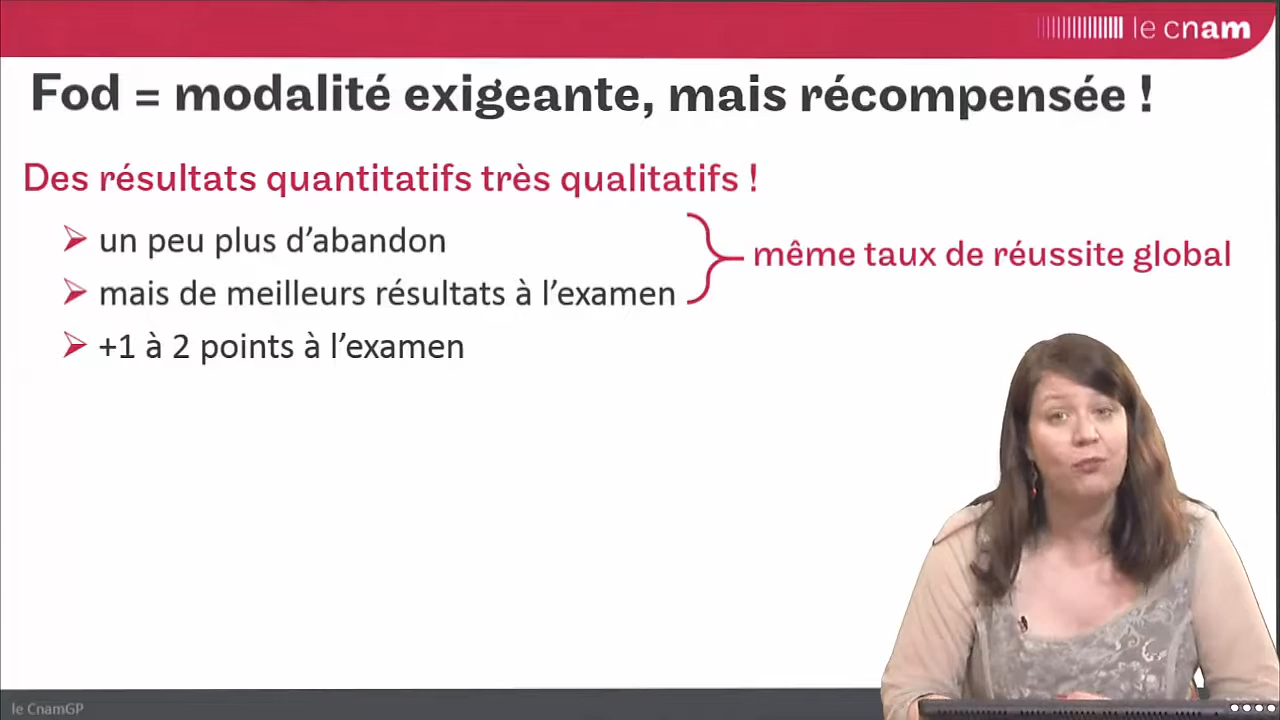 le cnam
Fod = modalité exigeante, mais récompensée !
Des résultats quantitatifs très qualitatifs !
un peu plus d’abandon
mais de meilleurs résultats à l’examen
même taux de réussite global
+1 à 2 points à l’examen
le CnamGP